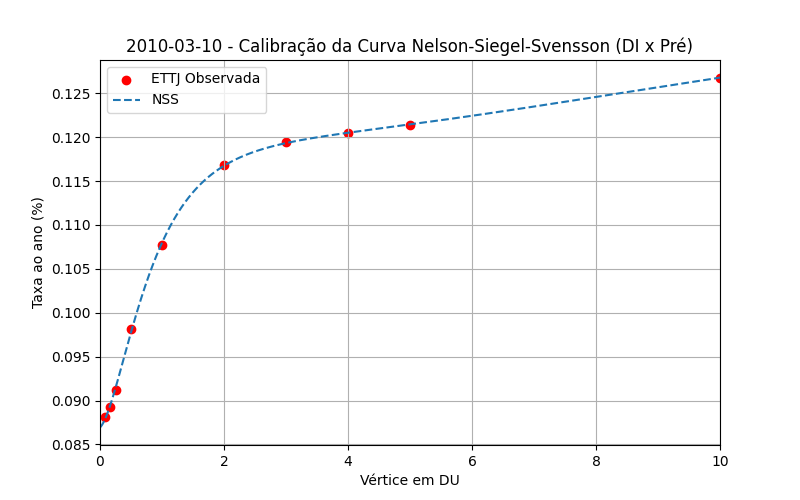 2010-03-10 - Calibração da Curva Nelson-Siegel-Svensson (DI x Pré)
ETTJ Observada
NSS
Taxa ao ano (%)
0.125
0.120
0.115
0.110
0.105
0.100
0.095
0.090
0.085
0 2 4 6 8 10
Vértice em DU